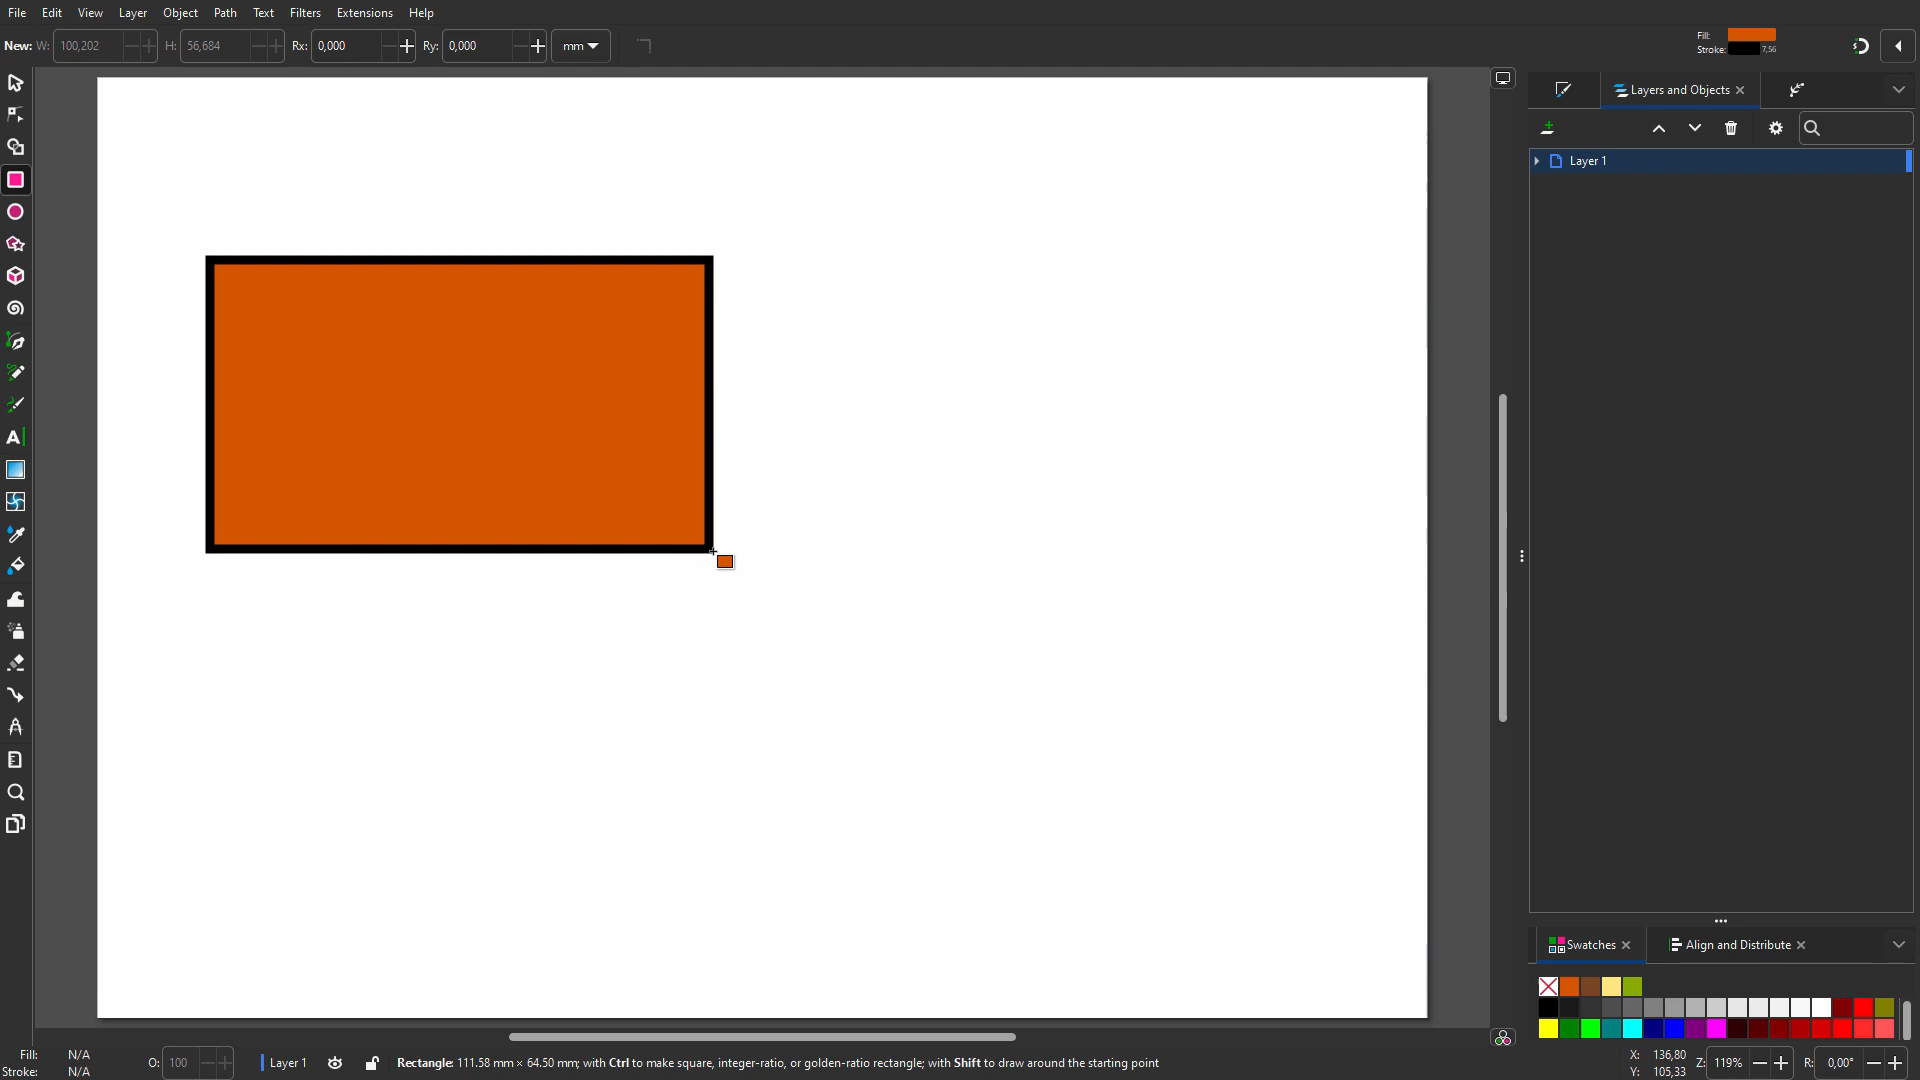 File Edit View Layer Object Path Text Filters Extensions Help
New: W: 100,202 H: 56,684 Rx: 0,000 Ry: 0,000 mm
Fill:
Stroke: 7,56
Layers and Objects
Layer 1
Swatches
Align and Distribute
Fill: N/A
Stroke: N/A
O: 100
Layer 1
Rectangle: 111.58 mm × 64.50 mm; with Ctrl to make square, integer-ratio, or golden-ratio rectangle; with Shift to draw around the starting point
X: 136,80
Y: 105,33
Z: 119%
R: 0,00°